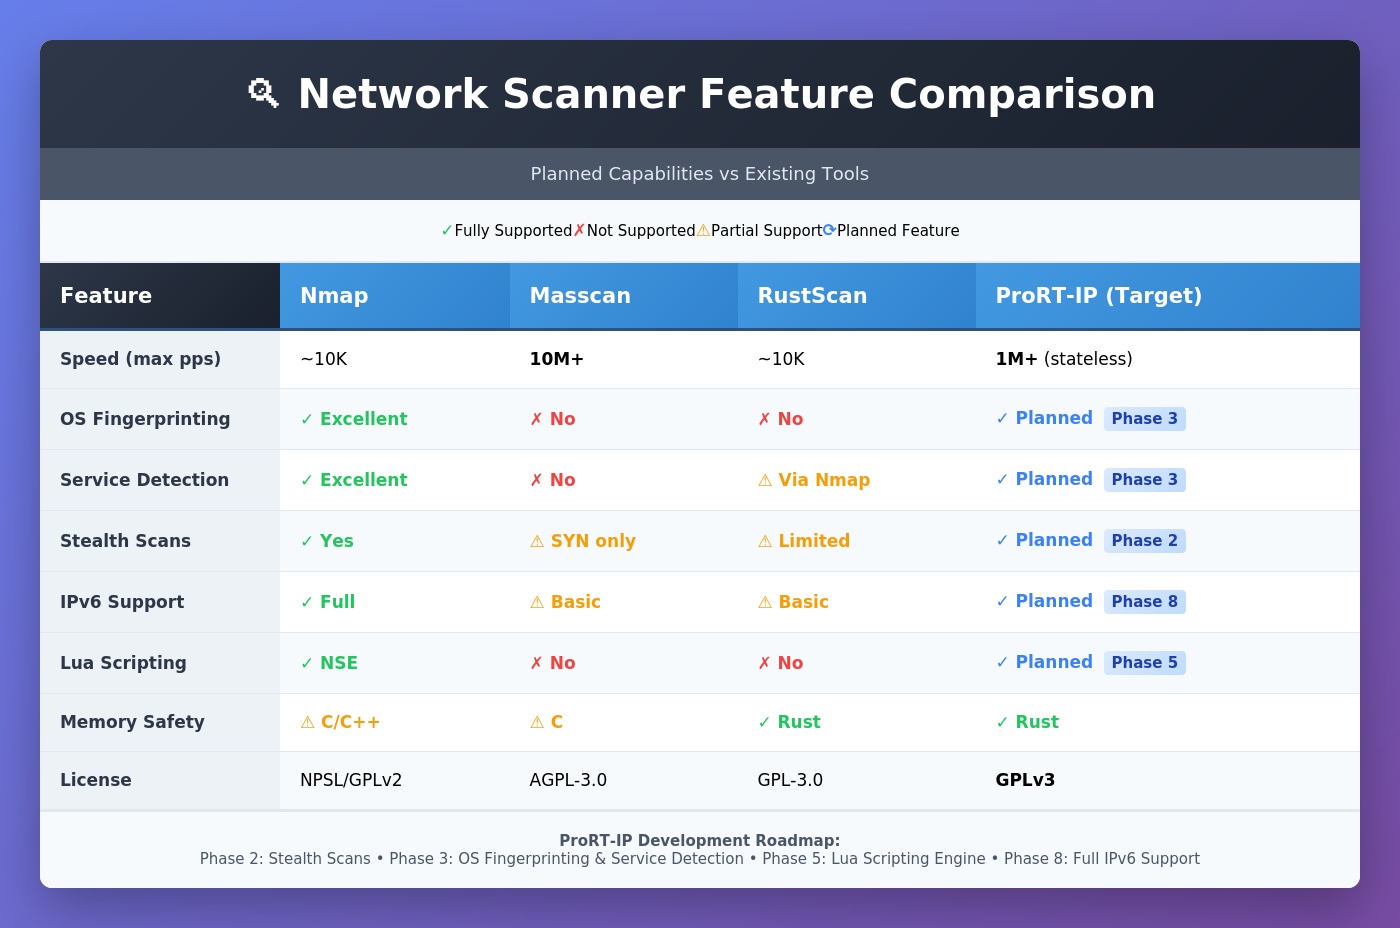 🔍 Network Scanner Feature Comparison
Planned Capabilities vs Existing Tools
✓Fully Supported✗Not Supported⚠Partial Support⟳Planned Feature
Feature Nmap Masscan RustScan ProRT-IP (Target)
Speed (max pps) ~10K 10M+ ~10K 1M+ (stateless)
OS Fingerprinting ✓ Excellent ✗ No ✗ No ✓ Planned Phase 3
Service Detection ✓ Excellent ✗ No ⚠ Via Nmap ✓ Planned Phase 3
Stealth Scans ✓ Yes ⚠ SYN only ⚠ Limited ✓ Planned Phase 2
IPv6 Support ✓ Full ⚠ Basic ⚠ Basic ✓ Planned Phase 8
Lua Scripting ✓ NSE ✗ No ✗ No ✓ Planned Phase 5
Memory Safety ⚠ C/C++ ⚠ C ✓ Rust ✓ Rust
License NPSL/GPLv2 AGPL-3.0 GPL-3.0 GPLv3
ProRT-IP Development Roadmap:
Phase 2: Stealth Scans • Phase 3: OS Fingerprinting & Service Detection • Phase 5: Lua Scripting Engine • Phase 8: Full IPv6 Support